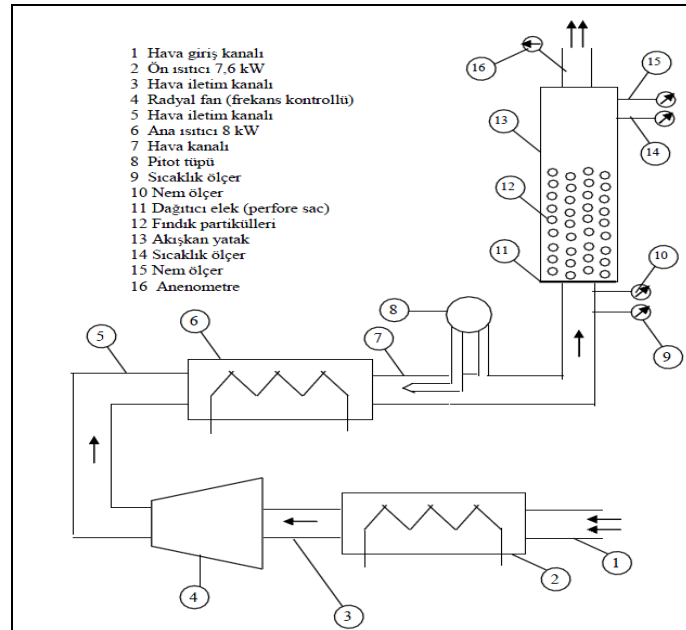 1 Hava giriş kanalı
2 Ön ısıtıcı 7,6 kW
3 Hava iletim kanalı
4 Radyal fan (frekans kontrollü)
5 Hava iletim kanalı
6 Ana ısıtıcı 8 kW
7 Hava kanalı
8 Pitot tüpü
9 Sıcaklık ölçer
10 Nem ölçer
11 Dağıtıcı elek (perfore sac)
12 Fındık partikülleri
13 Akışkan yatak
14 Sıcaklık ölçer
15 Nem ölçer
16 Anenometre
16
15
13
14
12
11
10
8
6
5
7
9
4
3
2
1